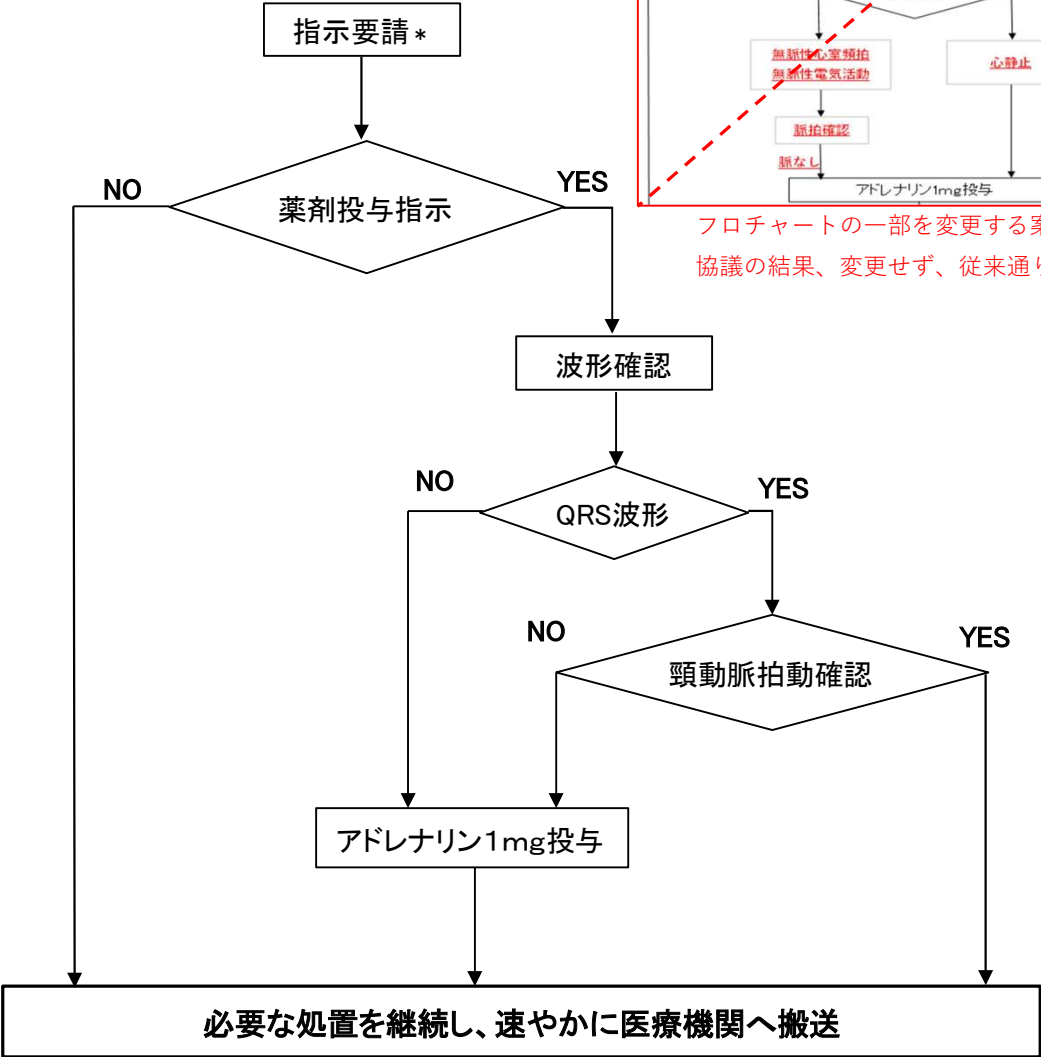 指示要請*
無脈性心室頻拍
無脈性電気活動
心静止
脈拍確認
脈なし
アドレナリン1mg投与
フロチャートの一部を変更する案
協議の結果、変更せず、従来通り
薬剤投与指示
NO
YES
波形確認
QRS波形
NO
YES
頸動脈拍動確認
NO
YES
アドレナリン1mg投与
必要な処置を継続し、速やかに医療機関へ搬送